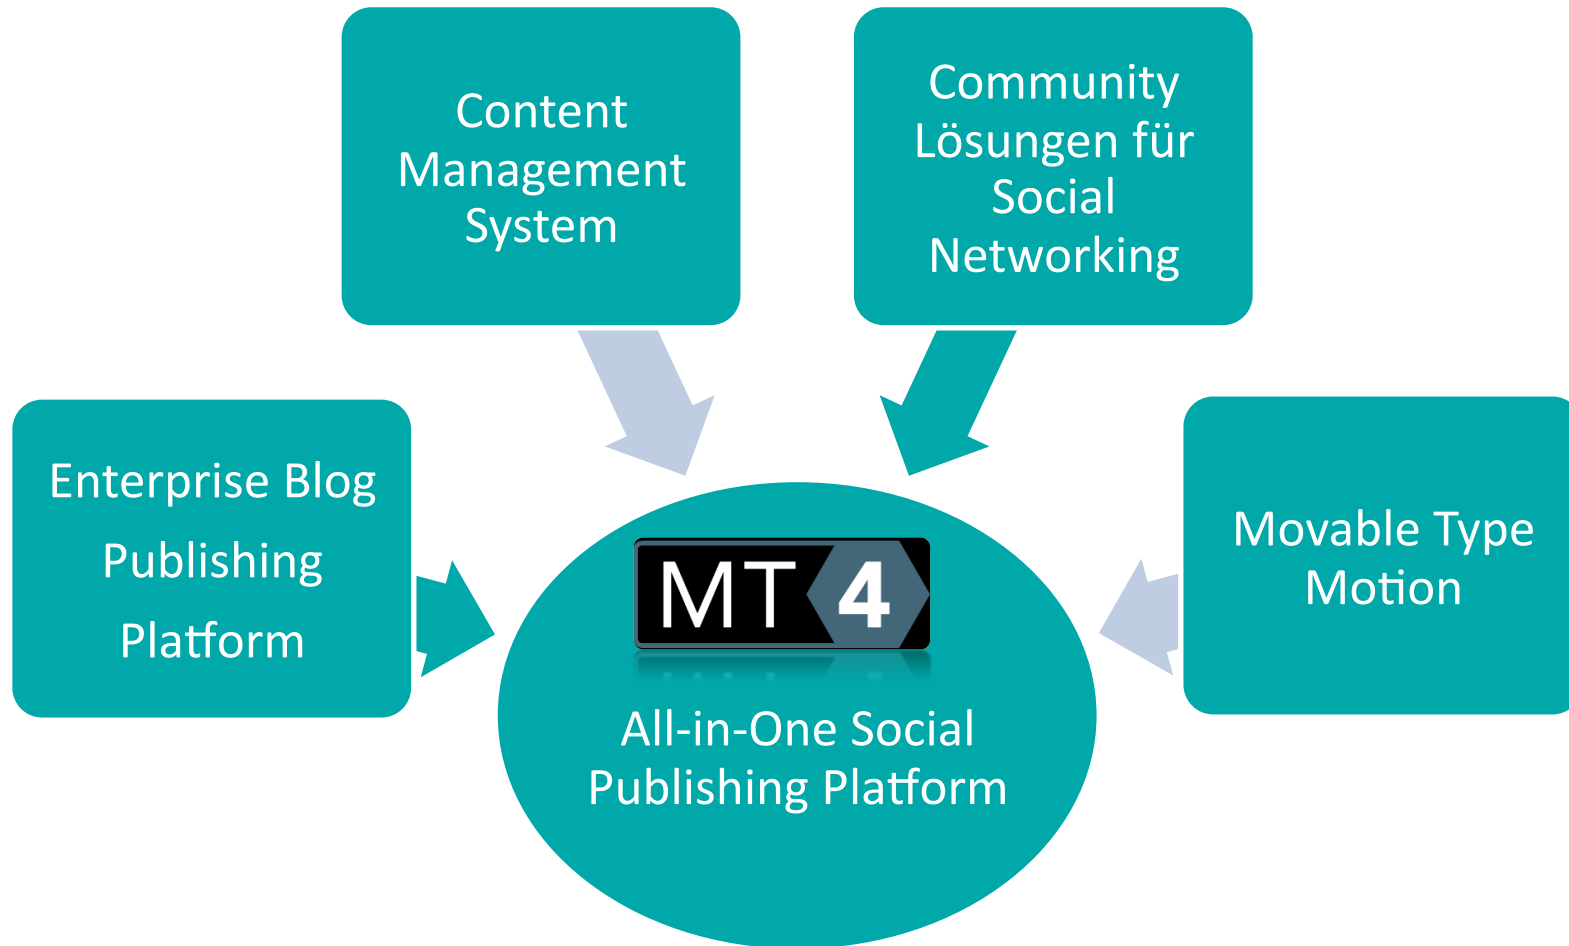 Content
Management
System
Community
Lösungen für
Social
Networking
Enterprise Blog
Publishing
Platform
Movable Type
Motion
MT 4
All-in-One Social
Publishing Platform